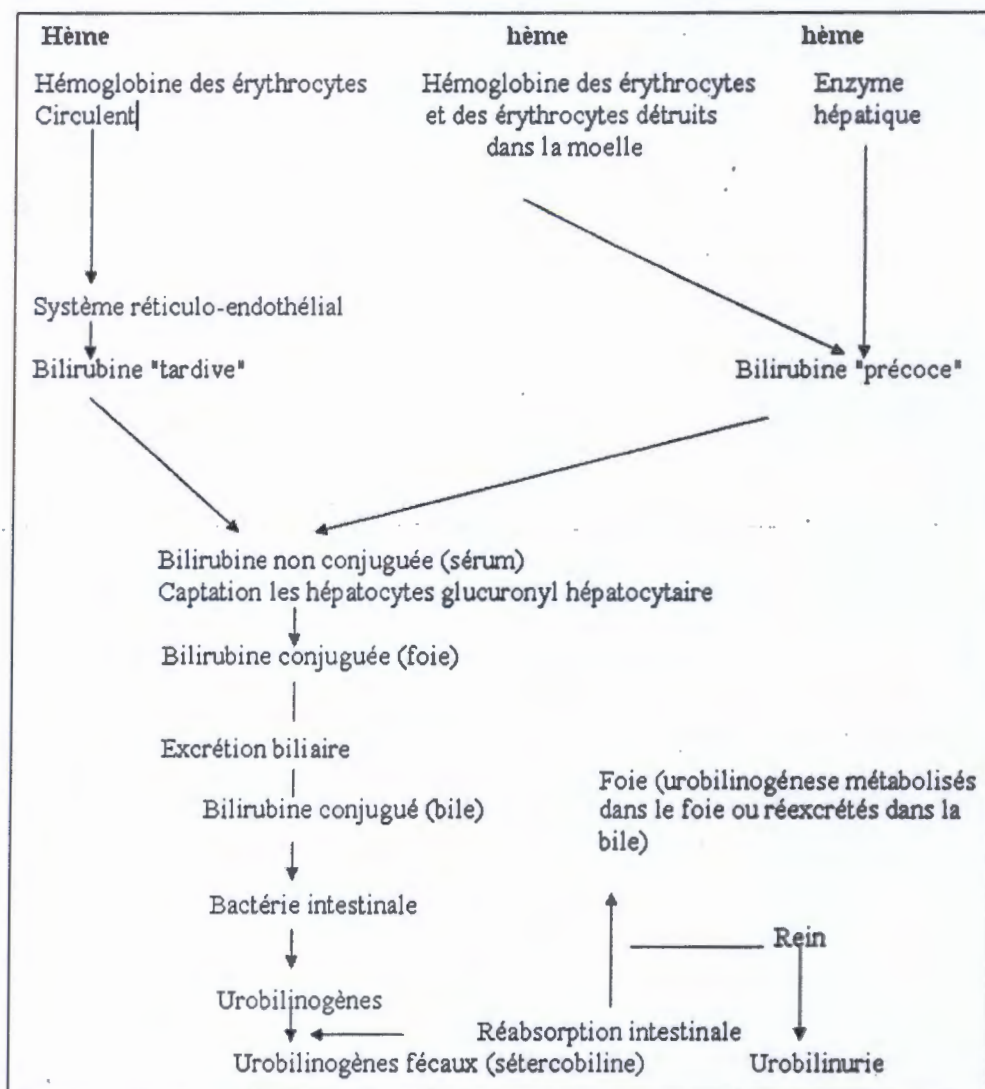 Hème
Hémoglobine des érythrocytes
Circulent
hème
Hémoglobine des érythrocytes
et des érythrocytes détruits
dans la moelle
hème
Enzyme
hépatique
Système réticulo-endothélial
Bilirubine "tardive"
Bilirubine "précoce"
Bilirubine non conjuguée (sérum)
Captation les hépatocytes glucuronyl hépatocytaire
Bilirubine conjuguée (foie)
Excrétion biliaire
Bilirubine conjugué (bile)
Bactérie intestinale
Urobilinogènes
Urobilinogènes fécaux (sétercobiline)
Réabsorption intestinale
Foie (urobilinogénese métabolisés
dans le foie ou réexcrétés dans la
bile)
Rein
Urobilinurie